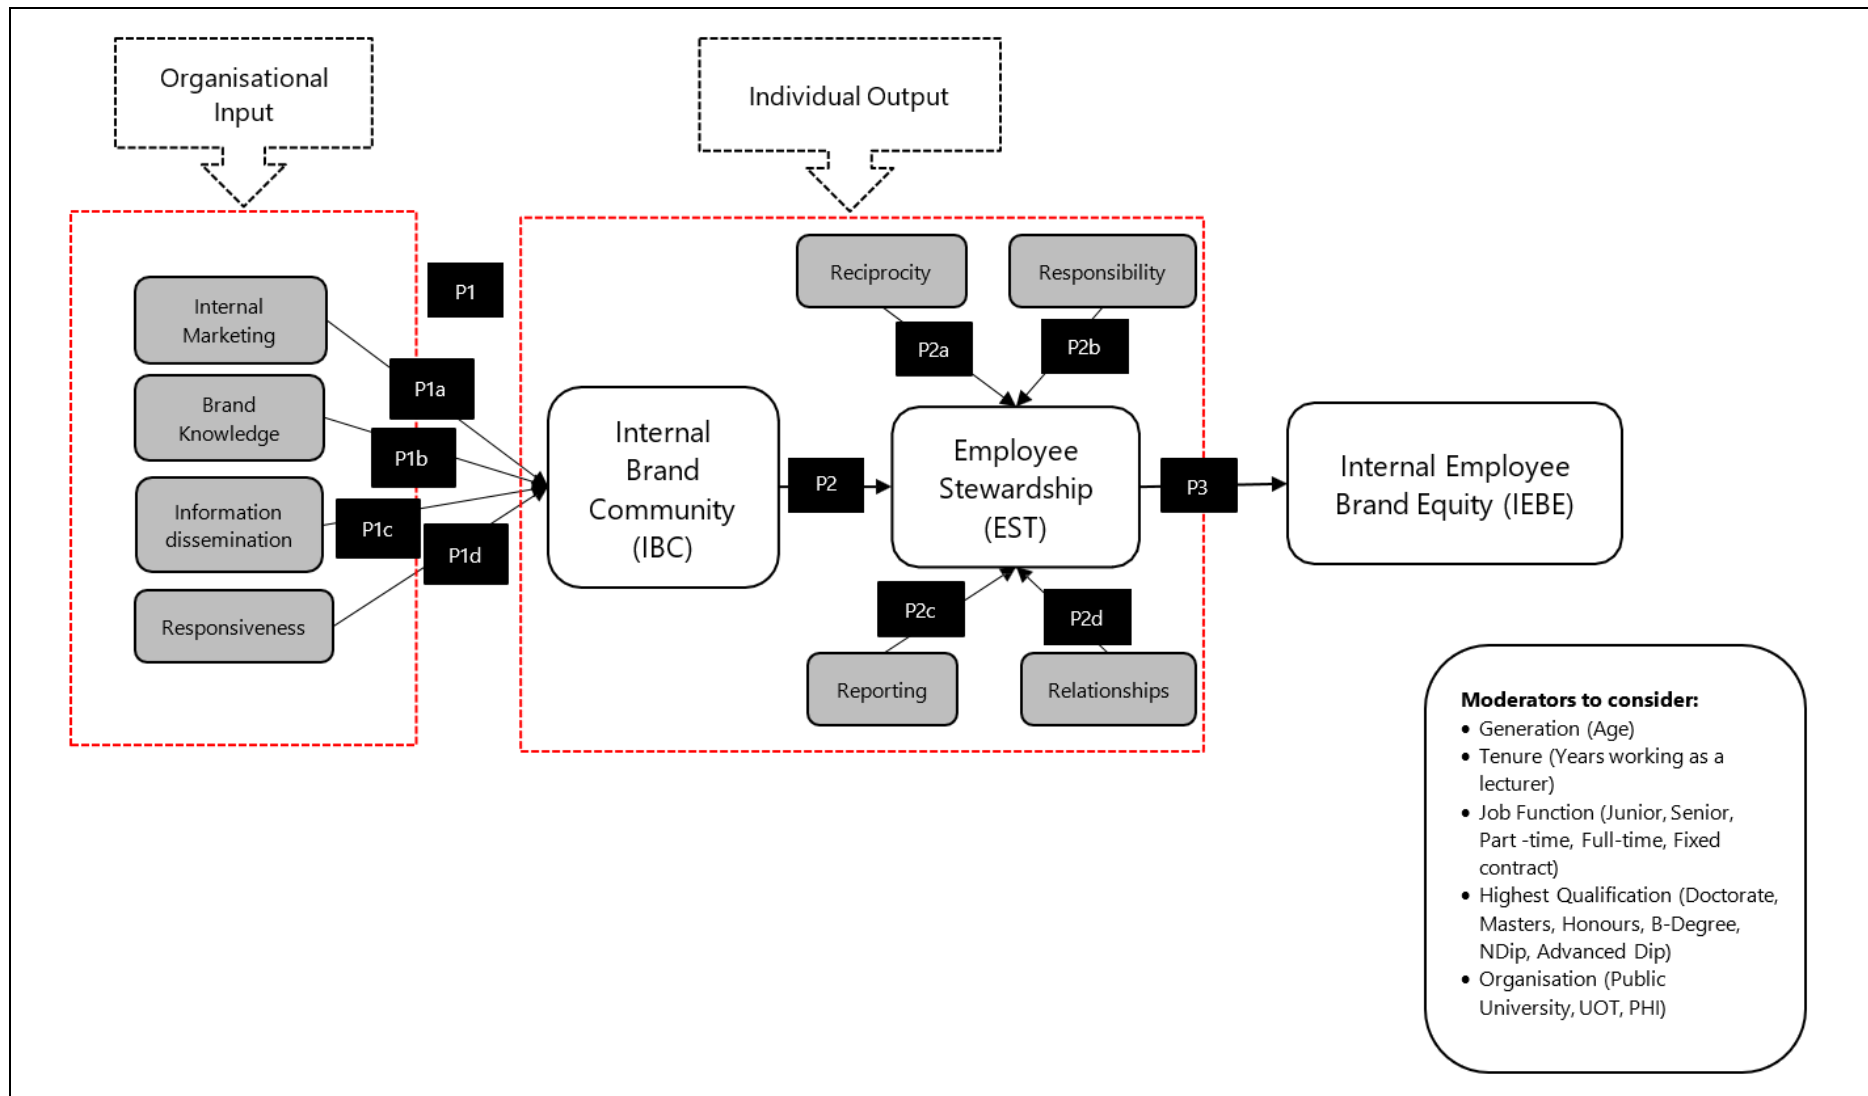 Organisational
Input
Individual Output
Internal
Marketing
Brand
Knowledge
Information
dissemination
Responsiveness
P1
P1a
P1b
P1c
P1d
Internal
Brand
Community
(IBC)
P2
Reciprocity
Responsibility
P2a
P2b
Employee
Stewardship
(EST)
P2c
P2d
Reporting
Relationships
P3
Internal Employee
Brand Equity (IEBE)
Moderators to consider:
• Generation (Age)
• Tenure (Years working as a
lecturer)
• Job Function (Junior, Senior,
Part -time, Full-time, Fixed
contract)
• Highest Qualification (Doctorate,
Masters, Honours, B-Degree,
NDip, Advanced Dip)
• Organisation (Public
University, UOT, PHI)